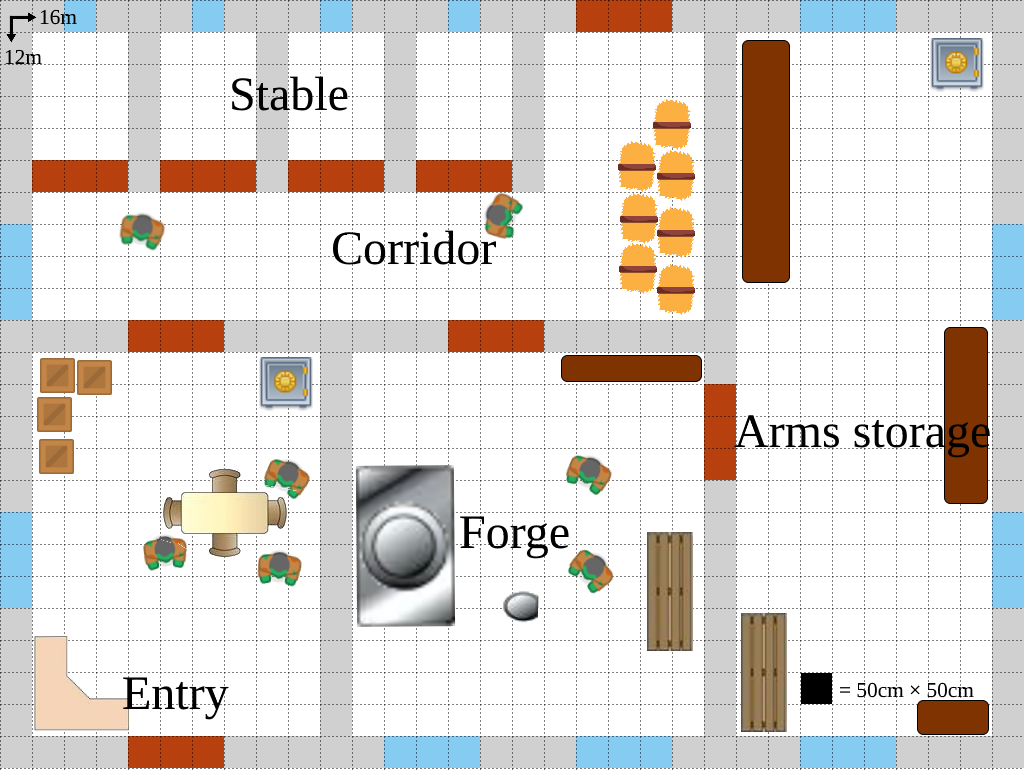 16m
12m
Stable
Corridor
Arms storage
Forge
Entry
= 50cm × 50cm